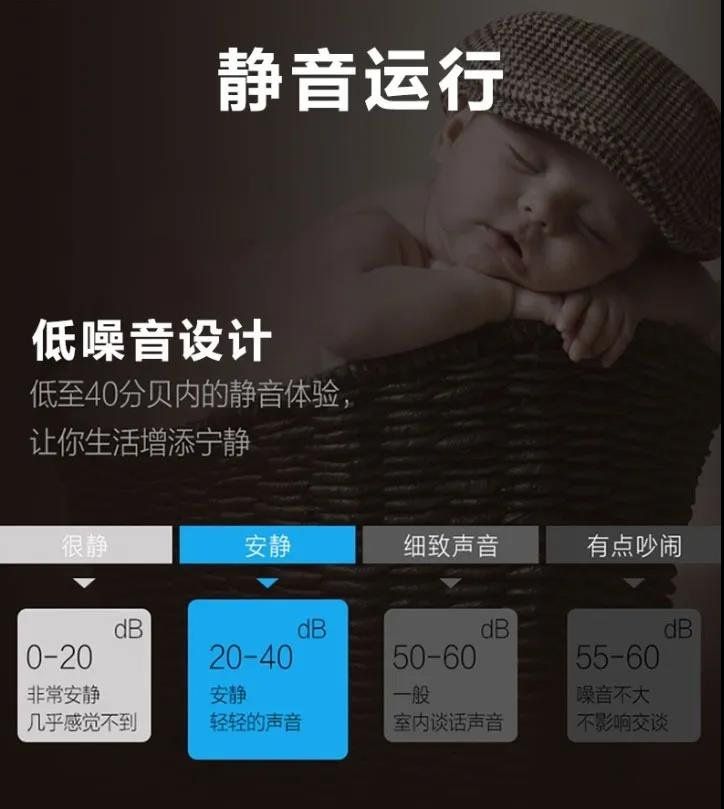 静音运行
低噪音设计
低至40分贝内的静音体验，
让你生活增添宁静
很静
安静
细致声音
有点吵闹
dB
0-20
非常安静
几乎感觉不到
dB
20-40
安静
轻轻的声音
dB
50-60
一般
室内谈话声音
dB
55-60
噪音不大
不影响交谈